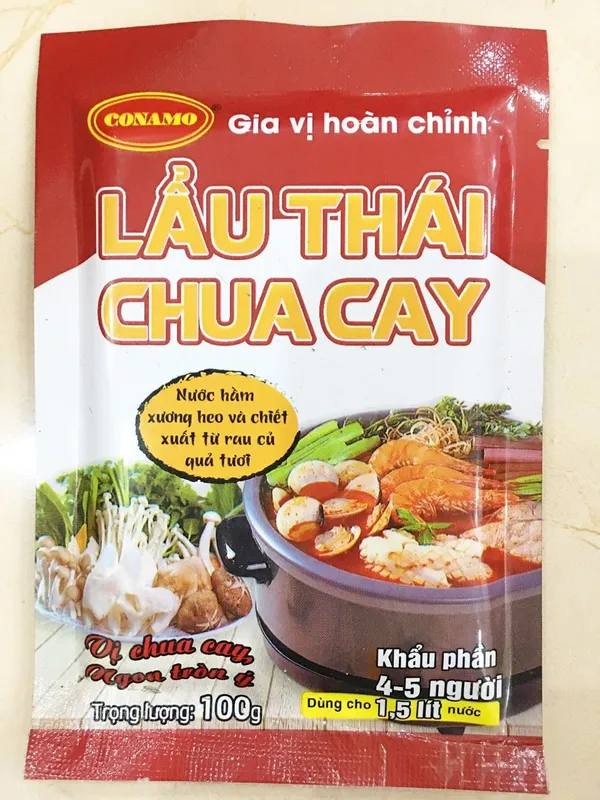 CONAMO
®
Gia vị hoàn chỉnh
LẨU THÁI
CHUA CAY
Nước hầm
xương heo và chiết
xuất từ rau củ
quả tươi
Vị chua cay,
Ngon tròn ý
Trọng lượng: 100g
Khẩu phần
4-5 người
Dùng cho 1,5 lít nước